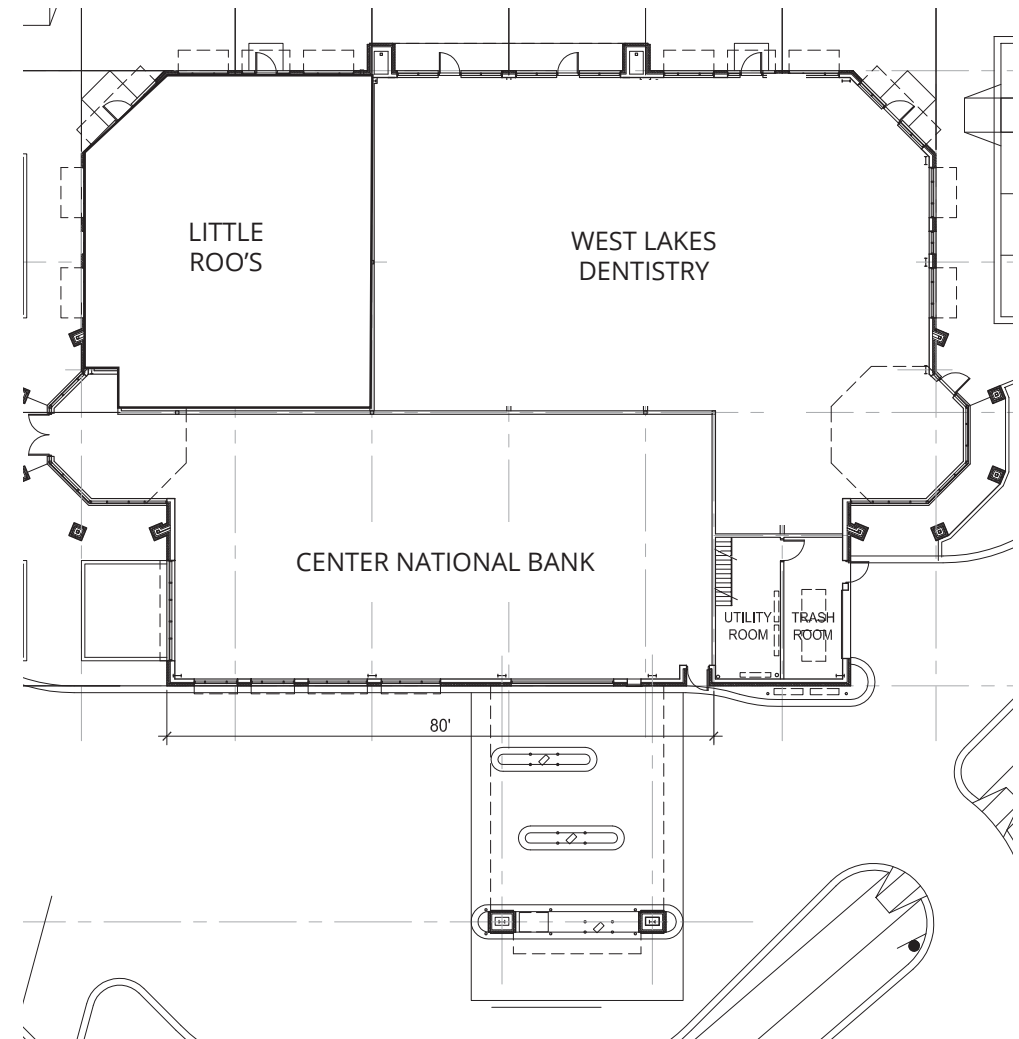 LITTLE
ROO’S
WEST LAKES
DENTISTRY
CENTER NATIONAL BANK
UTILITY
ROOM
TRASH
ROOM
80'